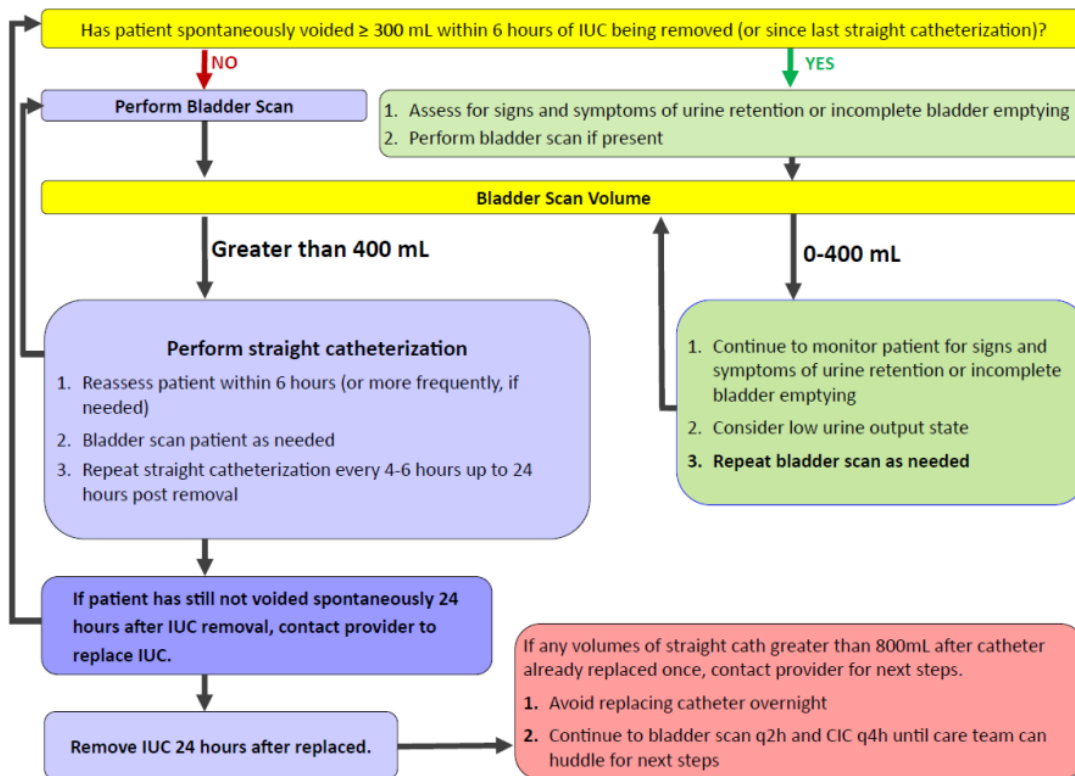 Has patient spontaneously voided ≥ 300 mL within 6 hours of IUC being removed (or since last straight catheterization)?
NO
YES
Perform Bladder Scan
1. Assess for signs and symptoms of urine retention or incomplete bladder emptying
2. Perform bladder scan if present
Bladder Scan Volume
Greater than 400 mL
0-400 mL
Perform straight catheterization
1. Reassess patient within 6 hours (or more frequently, if
needed)
2. Bladder scan patient as needed
3. Repeat straight catheterization every 4-6 hours up to 24
hours post removal
1. Continue to monitor patient for signs and
symptoms of urine retention or incomplete
bladder emptying
2. Consider low urine output state
3. Repeat bladder scan as needed
If patient has still not voided spontaneously 24
hours after IUC removal, contact provider to
replace IUC.
Remove IUC 24 hours after replaced.
If any volumes of straight cath greater than 800mL after catheter
already replaced once, contact provider for next steps.
1. Avoid replacing catheter overnight
2. Continue to bladder scan q2h and CIC q4h until care team can
huddle for next steps